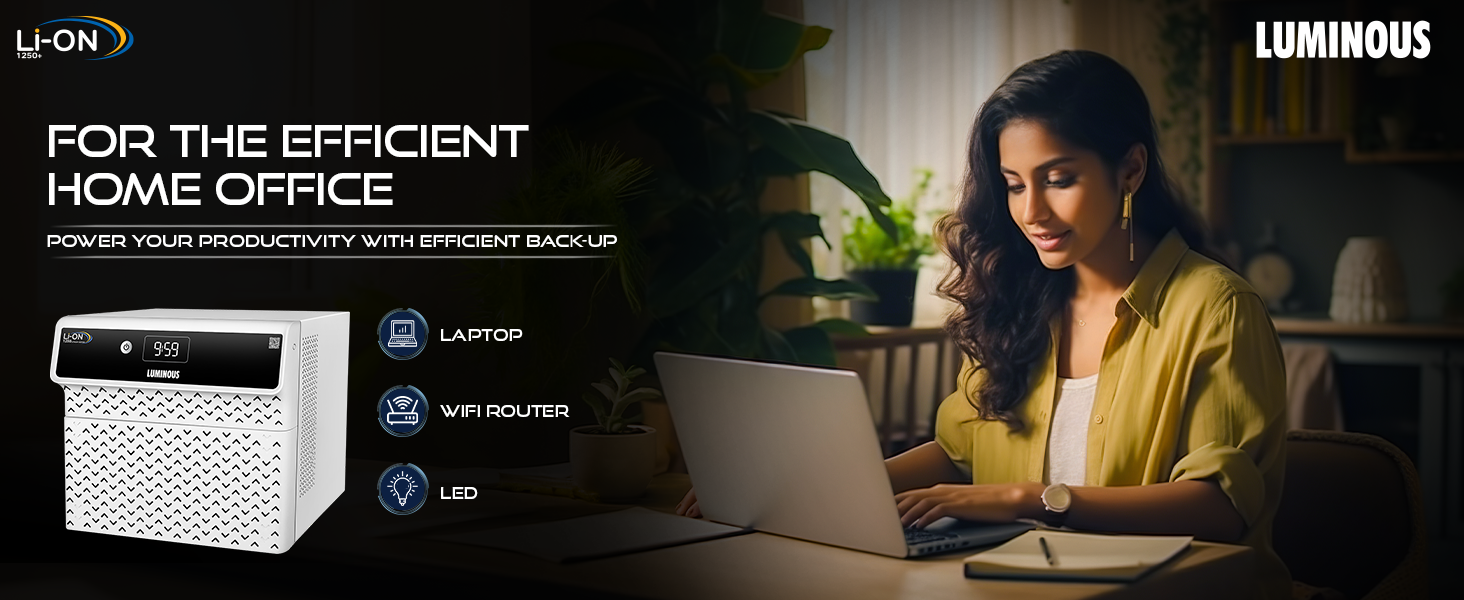 Li-ON
1250+
LUMINOUS
FOR THE EFFICIENT
HOME OFFICE
POWER YOUR PRODUCTIVITY WITH EFFICIENT BACK-UP
Li-ON
9:59
LUMINOUS
LAPTOP
WIFI ROUTER
LED